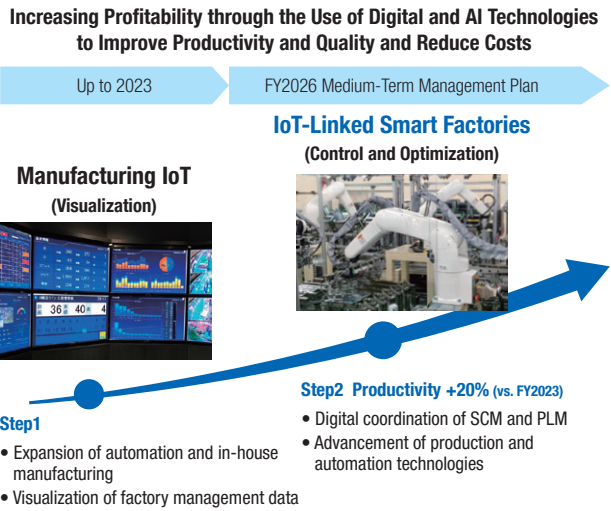 Increasing Profitability through the Use of Digital and AI Technologies
to Improve Productivity and Quality and Reduce Costs
Up to 2023
FY2026 Medium-Term Management Plan
IoT-Linked Smart Factories
(Control and Optimization)
Manufacturing IoT
(Visualization)
36 40 4
Step1
• Expansion of automation and in-house
manufacturing
• Visualization of factory management data
Step2 Productivity +20% (vs. FY2023)
• Digital coordination of SCM and PLM
• Advancement of production and
automation technologies